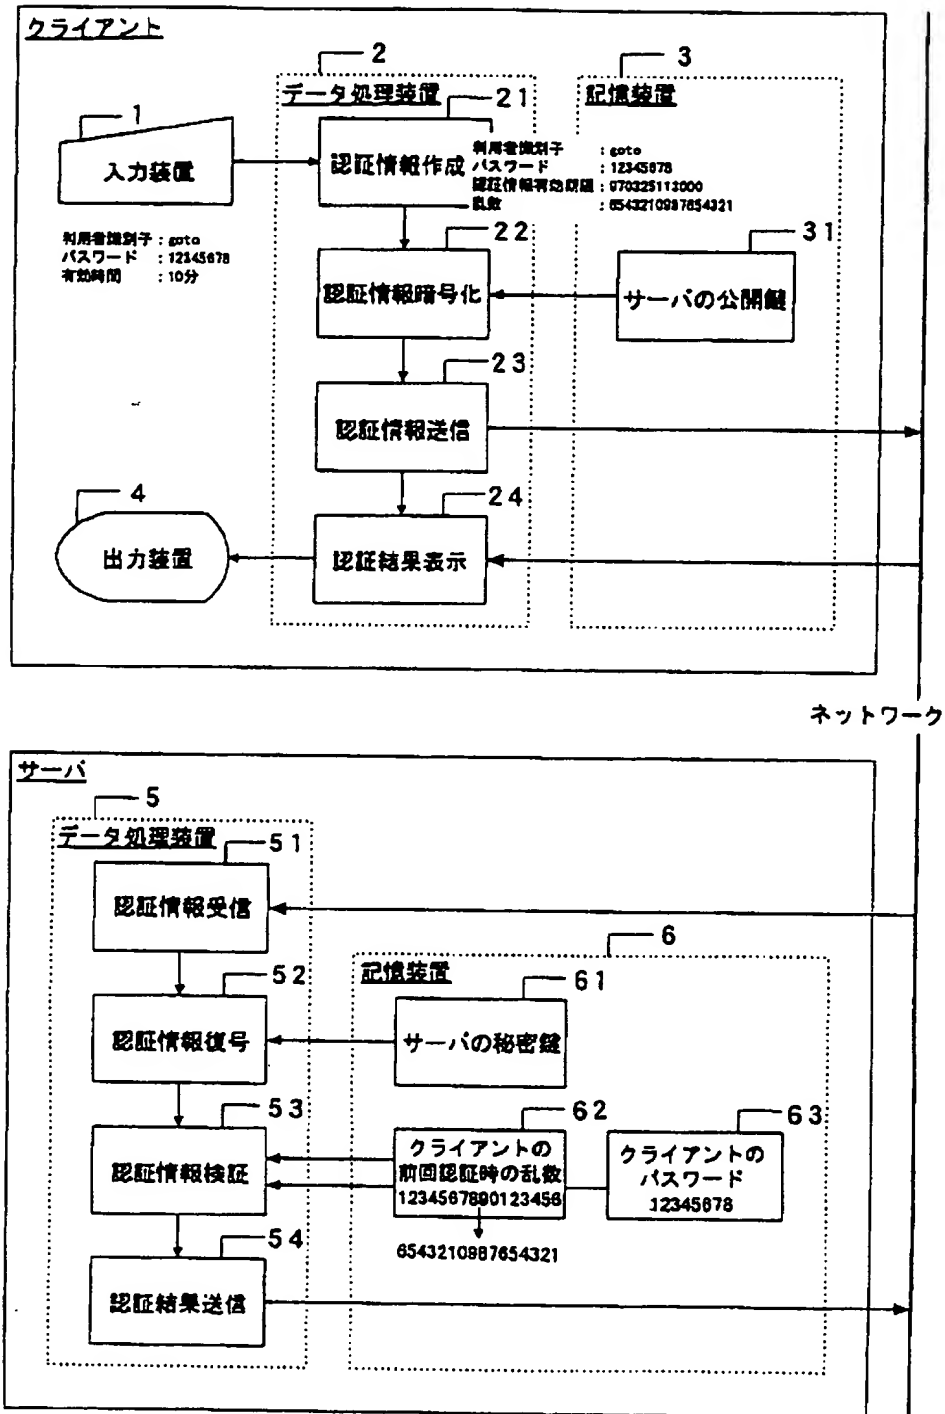 クライアント
2
データ処理装置
3
記憶装置
1
入力装置
利用者識別子 : goto
パスワード : 12345678
有効時間 : 10分
21
認証情報作成
利用者識別子 : goto
パスワード : 12345678
認証情報有効期限 : 970325113000
乱数 : 6543210987654321
22
認証情報暗号化
31
サーバの公開鍵
23
認証情報送信
24
認証結果表示
4
出力装置
ネットワーク
サーバ
5
データ処理装置
51
認証情報受信
6
記憶装置
52
認証情報復号
61
サーバの秘密鍵
53
認証情報検証
62
クライアントの
前回認証時の乱数
1234567890123456
6543210987654321
63
クライアントの
パスワード
12345678
54
認証結果送信